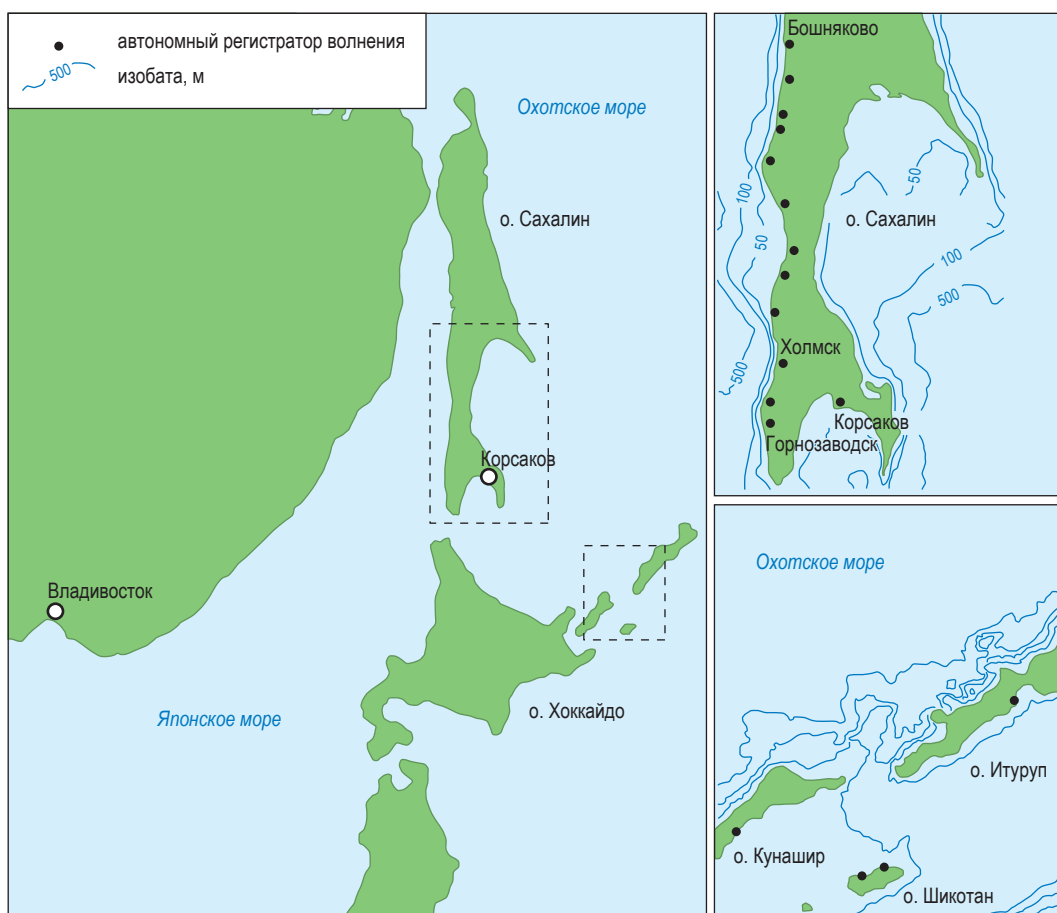 автономный регистратор волнения
500
изобата, м
Охотское море
о. Сахалин
Корсаков
Владивосток
Японское море
о. Хоккайдо
Бошняково
50
100
о. Сахалин
50
100
500
Холмск
500
Корсаков
Горнозаводск
Охотское море
о. Итуруп
о. Кунашир
о. Шикотан